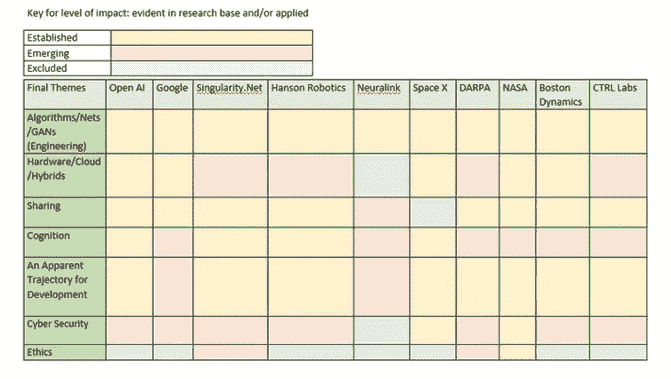 Key for level of impact: evident in research base and/or applied
Established
Emerging
Excluded
Final Themes Open AI Google Singularity.Net Hanson Robotics Neuralink Space X DARPA NASA Boston Dynamics CTRL Labs
Algorithms/Nets
/GANs
(Engineering)
Hardware/Cloud
/Hybrids
Sharing
Cognition
An Apparent
Trajectory for
Development
Cyber Security
Ethics